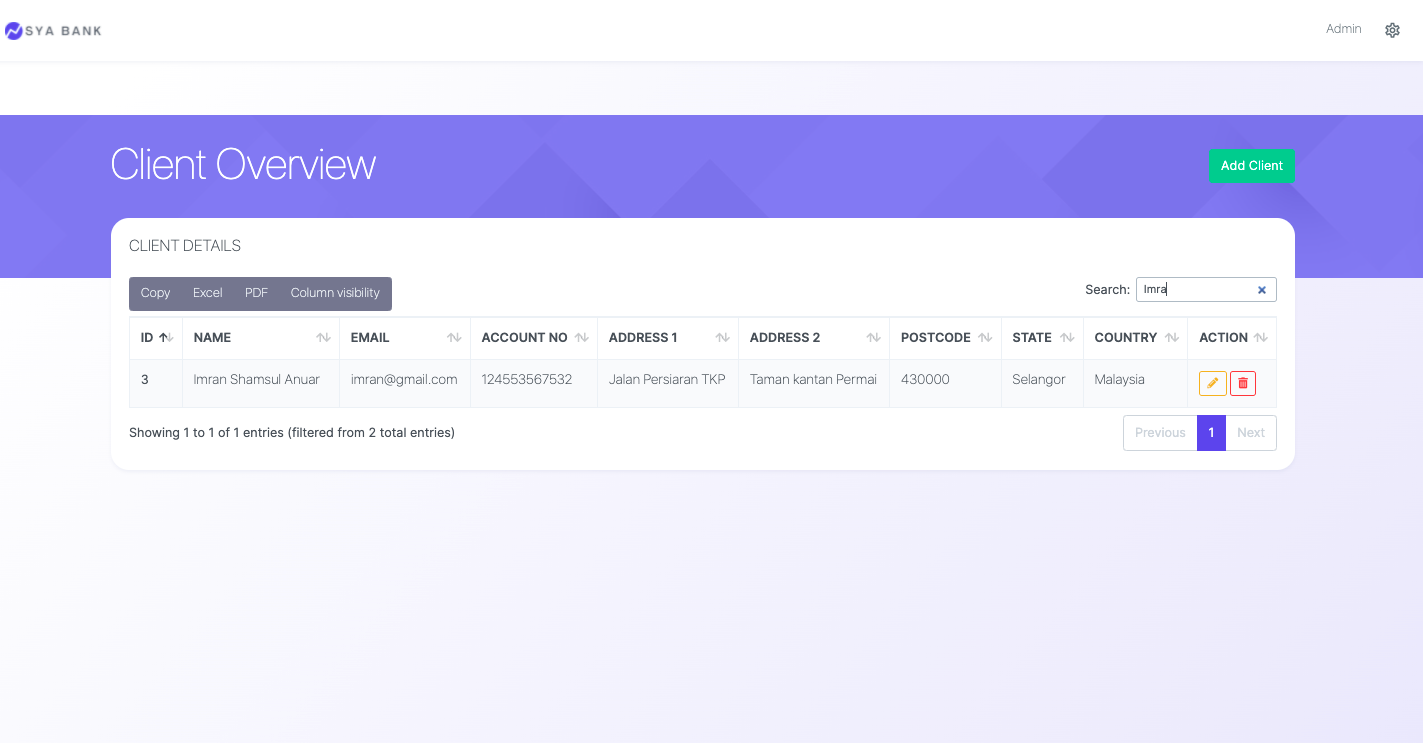 SYA BANK
Admin
Client Overview
Add Client
CLIENT DETAILS
Copy Excel PDF Column visibility
Search: Imra
ID NAME EMAIL ACCOUNT NO ADDRESS 1 ADDRESS 2 POSTCODE STATE COUNTRY ACTION
3 Imran Shamsul Anuar imran@gmail.com 124553567532 Jalan Persiaran TKP Taman kantan Permai 430000 Selangor Malaysia
Showing 1 to 1 of 1 entries (filtered from 2 total entries)
Previous 1 Next